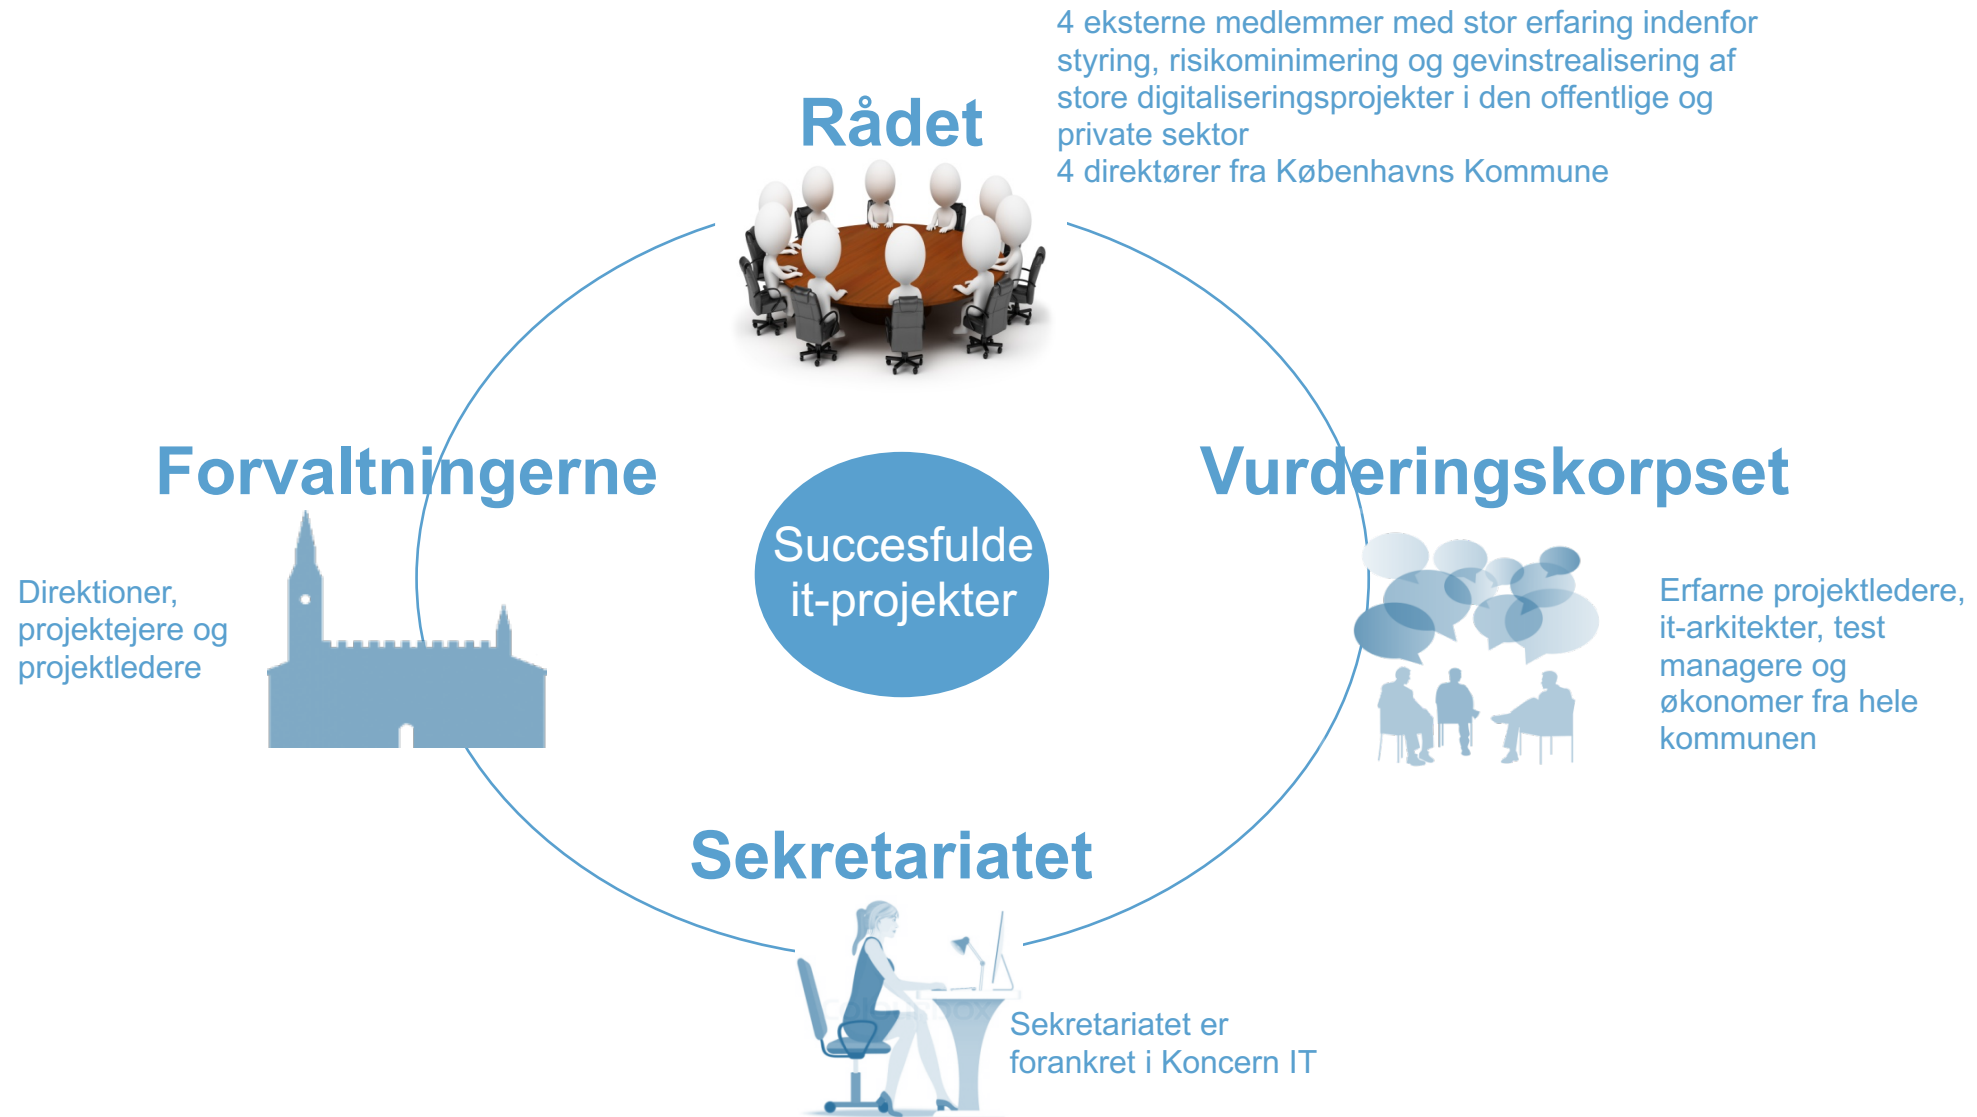 4 eksterne medlemmer med stor erfaring indenfor
styring, risikominimering og gevinstrealisering af
store digitaliseringsprojekter i den offentlige og
private sektor
4 direktører fra Københavns Kommune
Rådet
Forvaltningerne
Direktioner,
projektejere og
projektledere
Succesfulde
it-projekter
Vurderingskorpset
Erfarne projektledere,
it-arkitekter, test
managere og
økonomer fra hele
kommunen
Sekretariatet
colourbox
Sekretariatet er
forankret i Koncern IT